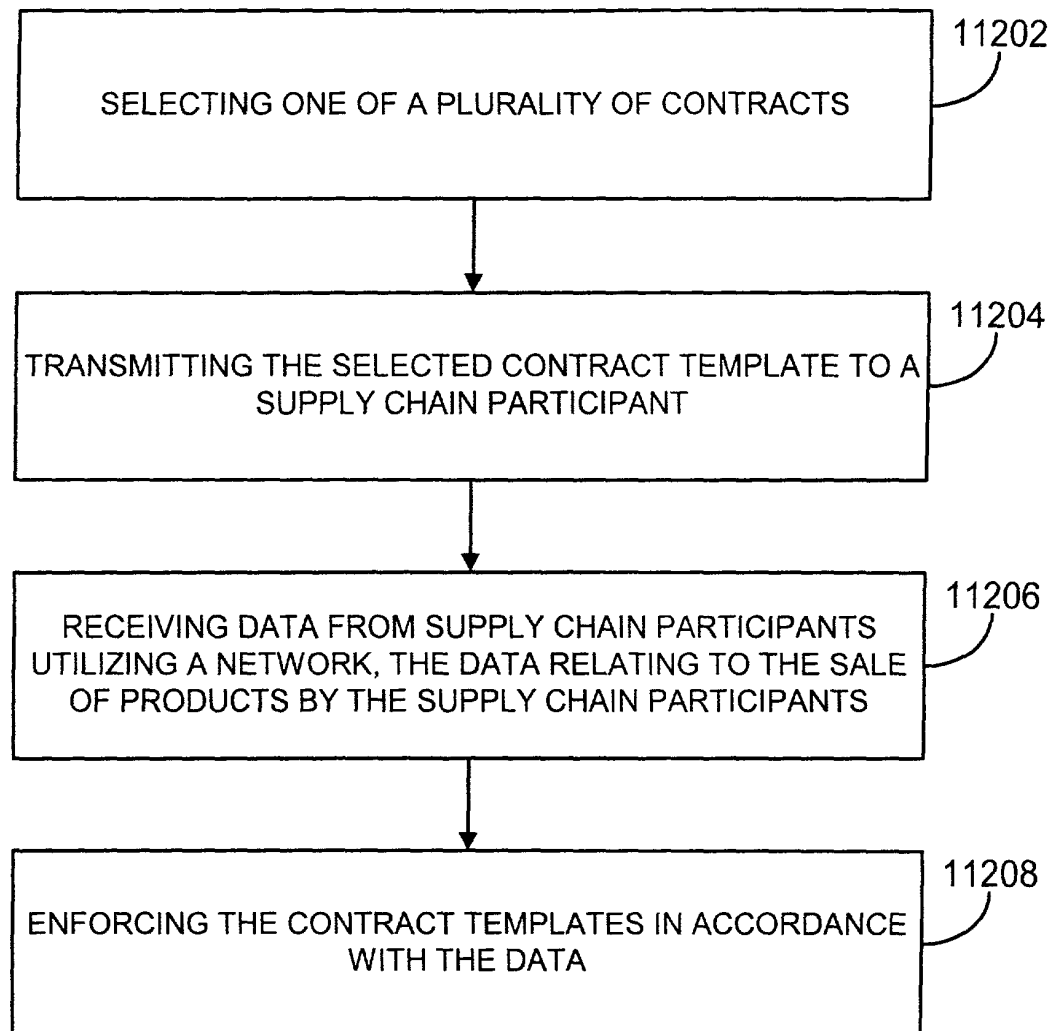 11202
SELECTING ONE OF A PLURALITY OF CONTRACTS
11204
TRANSMITTING THE SELECTED CONTRACT TEMPLATE TO A
SUPPLY CHAIN PARTICIPANT
11206
RECEIVING DATA FROM SUPPLY CHAIN PARTICIPANTS
UTILIZING A NETWORK, THE DATA RELATING TO THE SALE
OF PRODUCTS BY THE SUPPLY CHAIN PARTICIPANTS
11208
ENFORCING THE CONTRACT TEMPLATES IN ACCORDANCE
WITH THE DATA